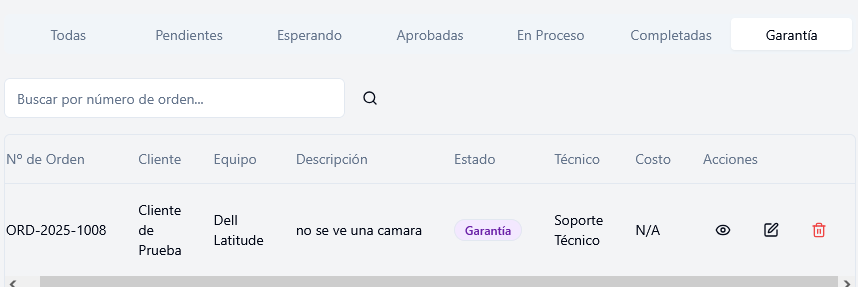 Todas Pendientes Esperando Aprobadas En Proceso Completadas Garantía
Buscar por número de orden...
Nº de Orden Cliente Equipo Descripción Estado Técnico Costo Acciones
ORD-2025-1008 Cliente de Prueba Dell Latitude no se ve una camara Garantía Soporte Técnico N/A